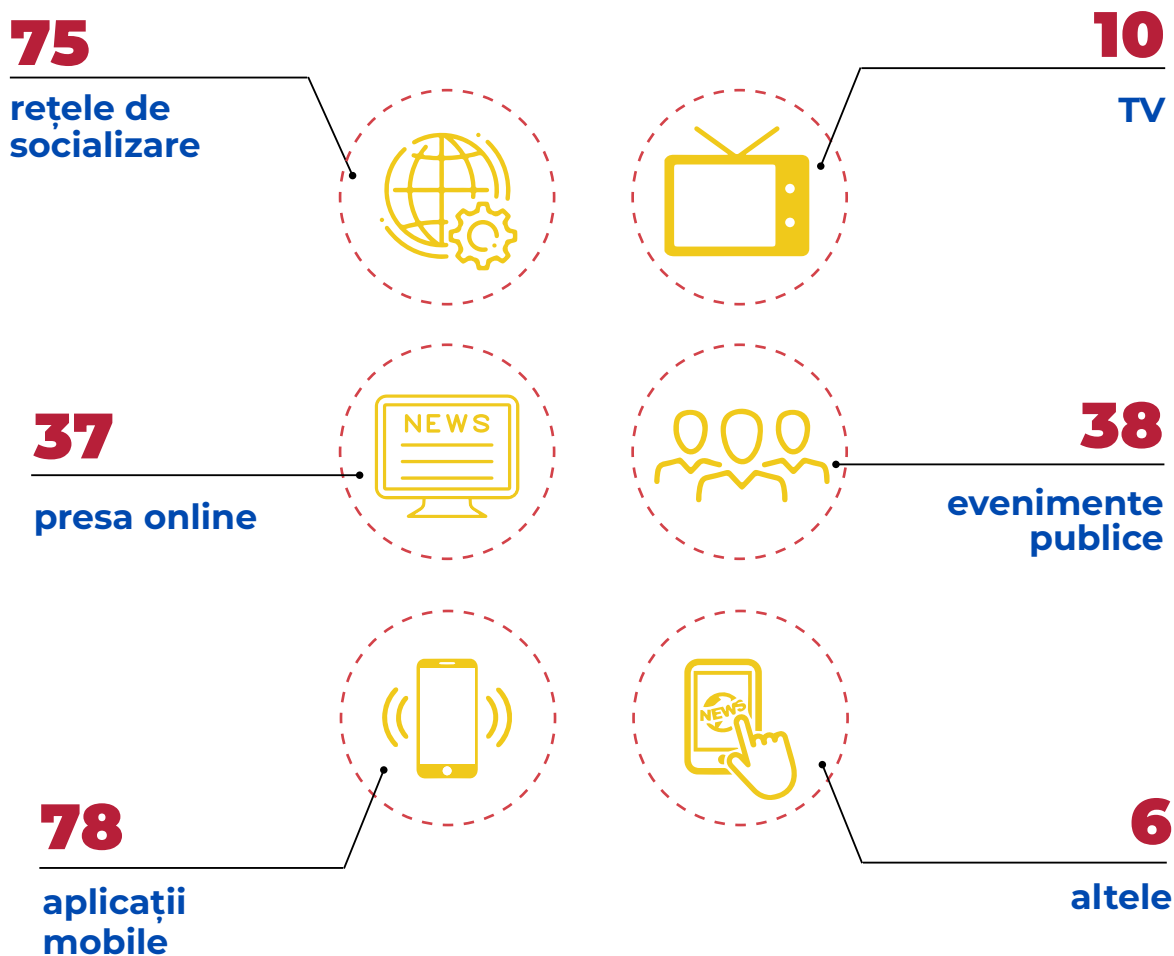 75
rețele de
socializare
10
TV
NEWS
37
presa online
38
evenimente
publice
NEWS
78
aplicații
mobile
6
altele